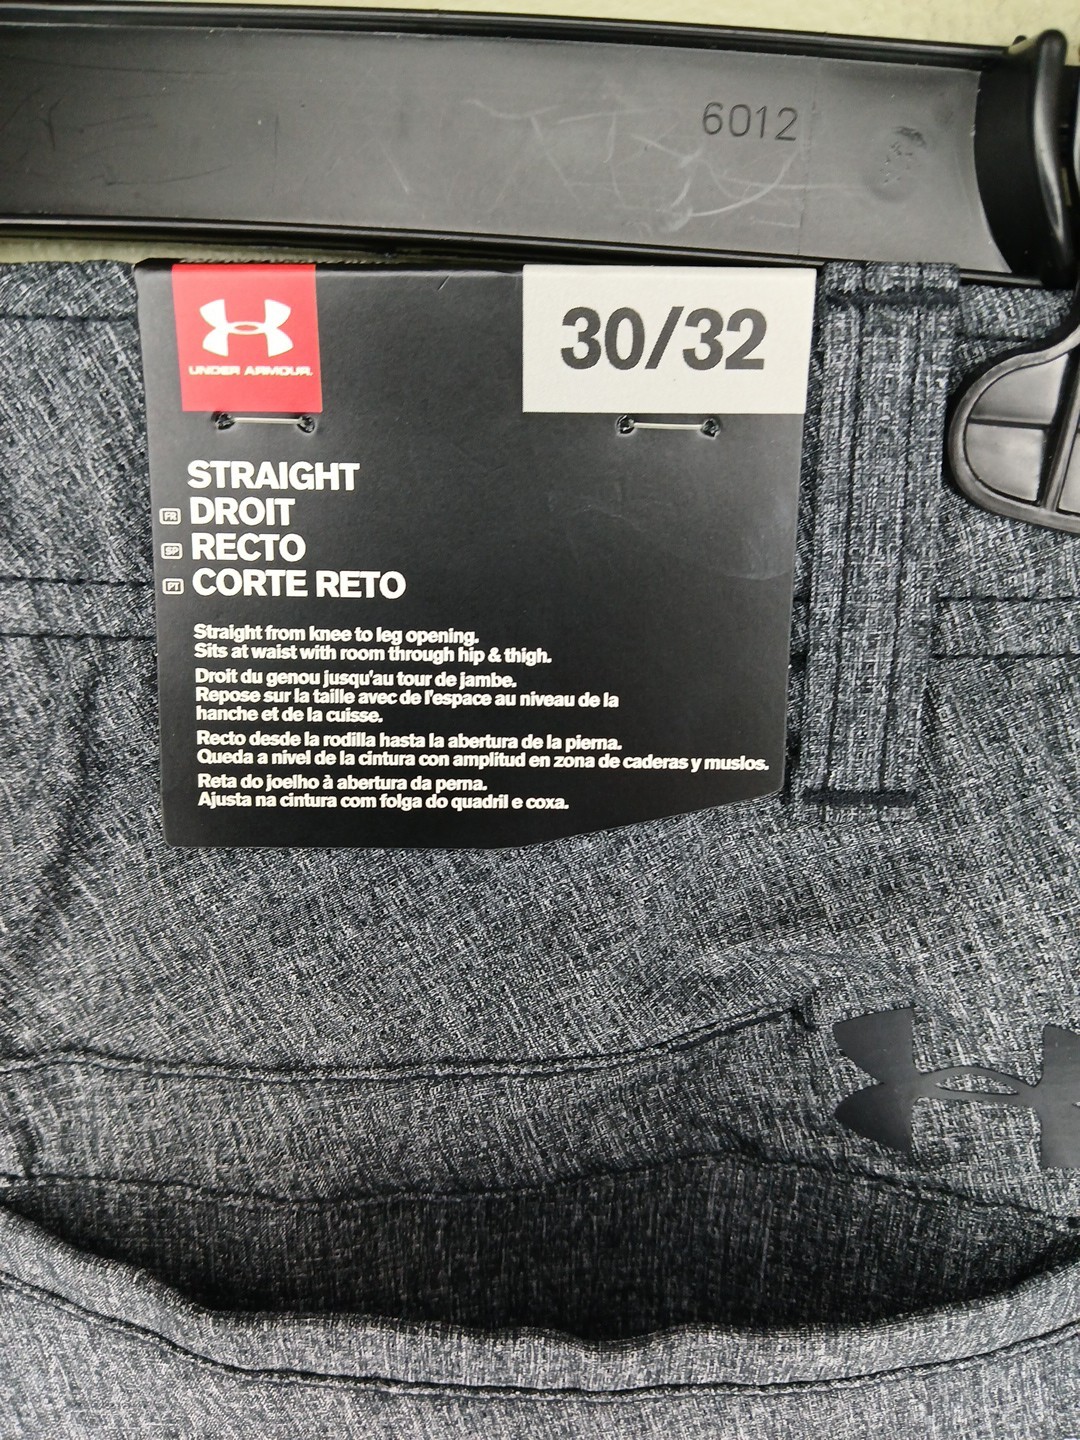 6012
UNDER ARMOUR.
30/32
STRAIGHT
FR DROIT
SP RECTO
PT CORTE RETO
Straight from knee to leg opening.
Sits at waist with room through hip & thigh.
Droit du genou jusqu'au tour de jambe.
Repose sur la taille avec de l'espace au niveau de la
hanche et de la cuisse.
Recto desde la rodilla hasta la abertura de la pierna.
Queda a nivel de la cintura con amplitud en zona de caderas y muslos.
Reta do joelho à abertura da perna.
Ajusta na cintura com folga do quadril e coxa.